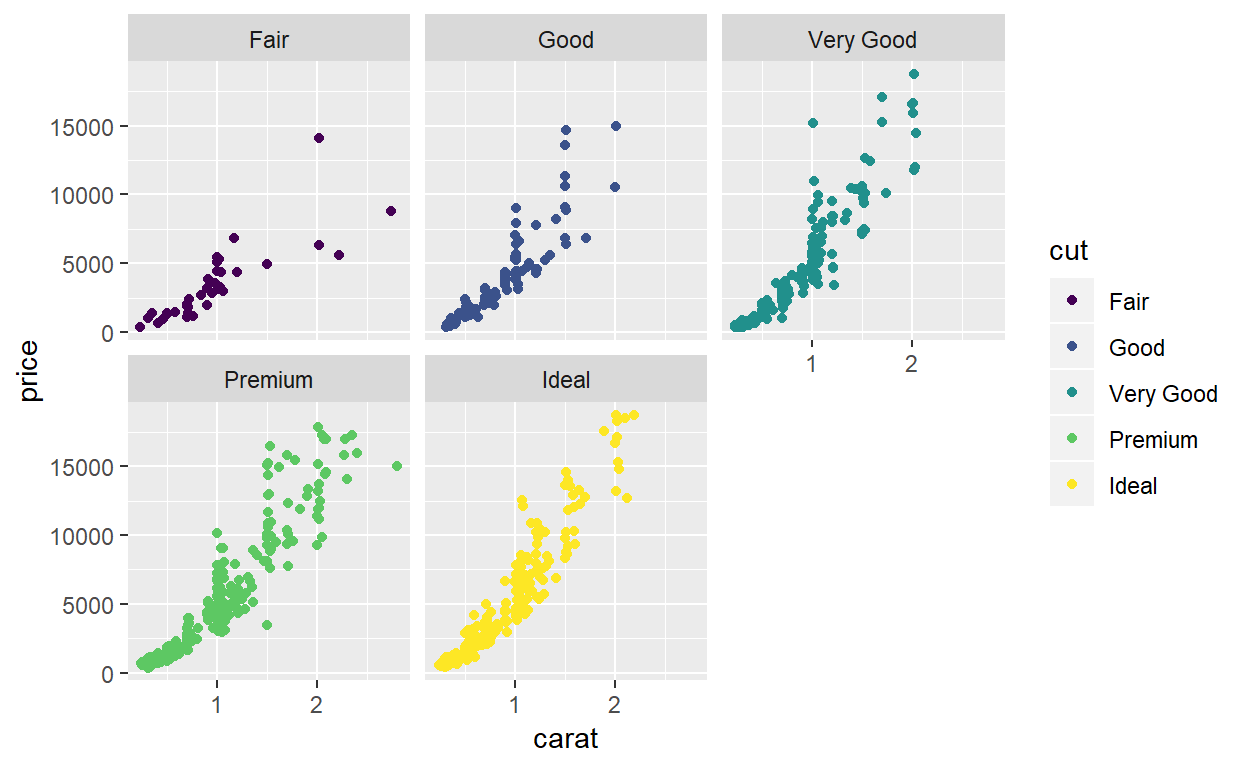 Fair
Good
Very Good
15000
10000
5000
0
1
2
price
Premium
Ideal
15000
10000
5000
0
1
2
1
2
carat
cut
Fair
Good
Very Good
Premium
Ideal